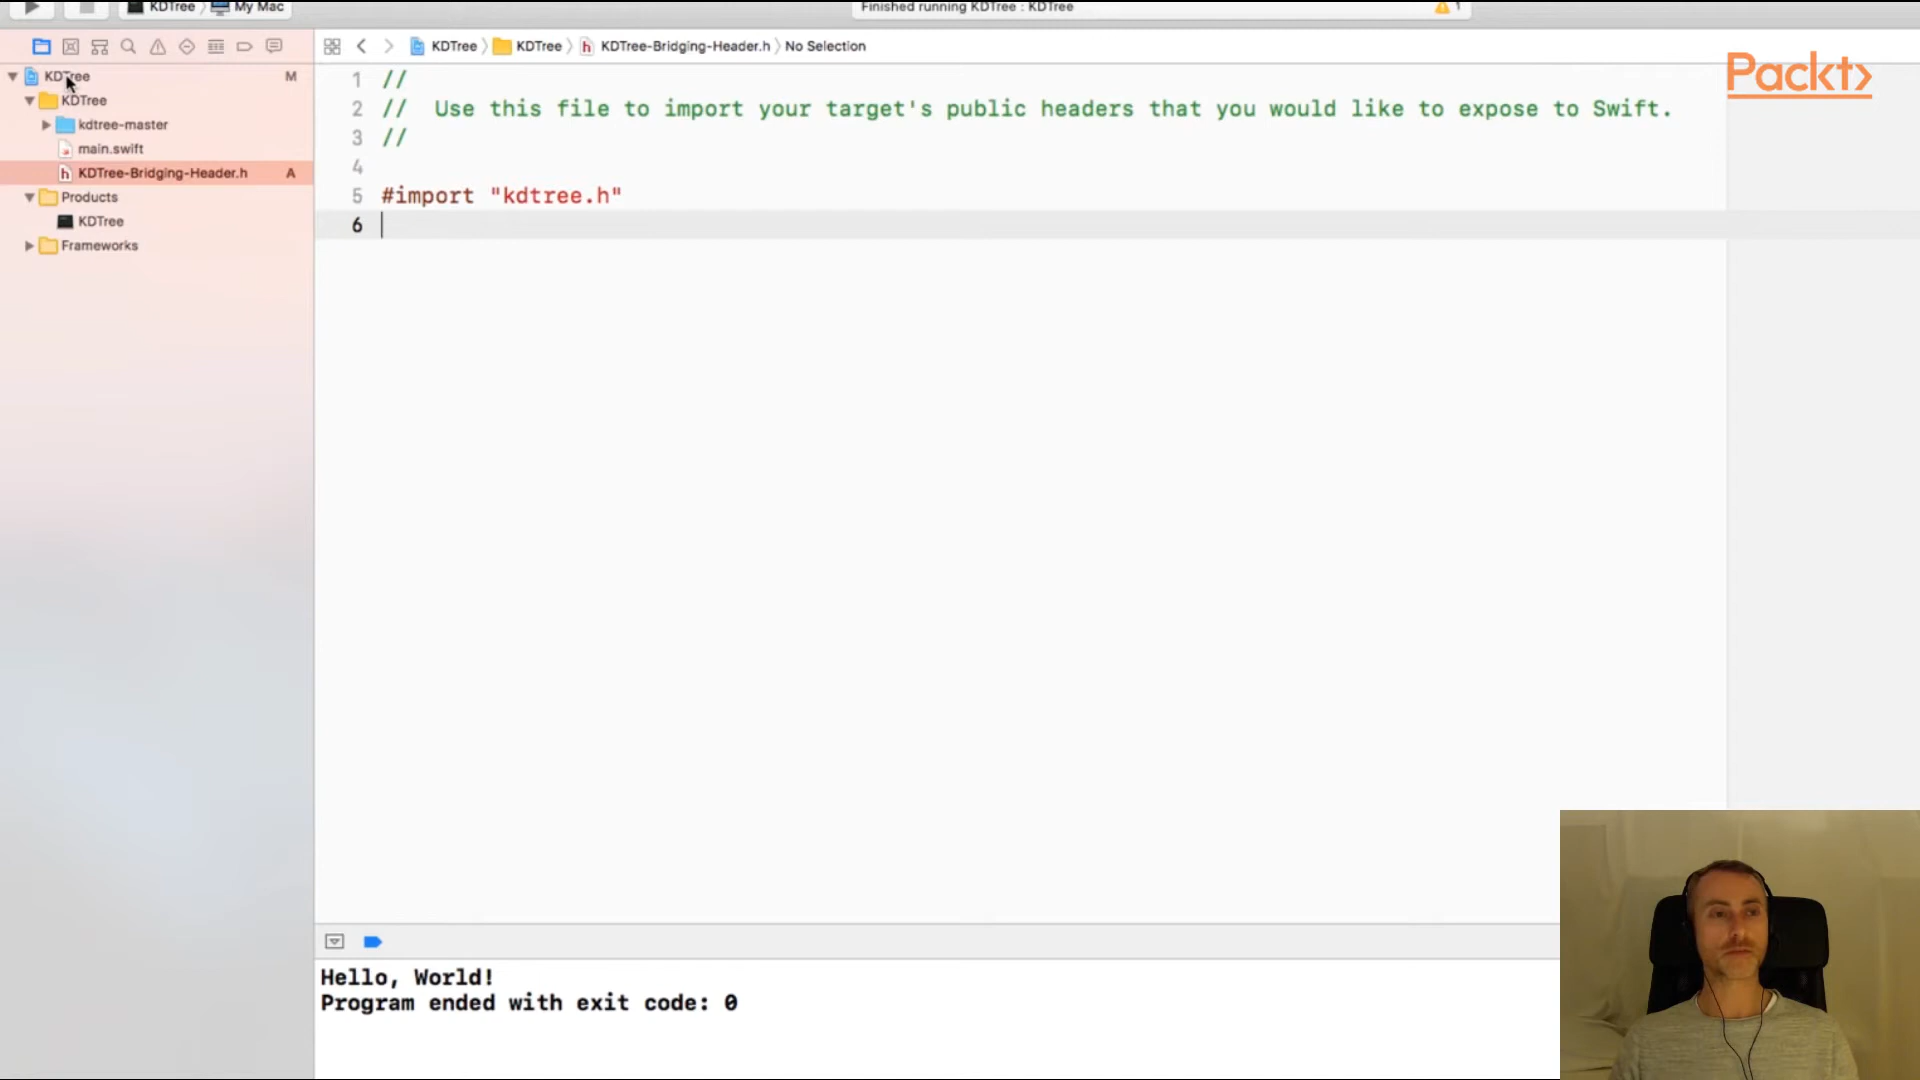 KDTree My Mac
Finished running KDTree : KDTree
1
KDTree KDTree KDTree-Bridging-Header.h No Selection
Packt
KDTree M
KDTree
kdtree-master
main.swift
KDTree-Bridging-Header.h A
Products
KDTree
Frameworks
1 //
2 // Use this file to import your target's public headers that you would like to expose to Swift.
3 //
4
5 #import "kdtree.h"
6
Hello, World!
Program ended with exit code: 0